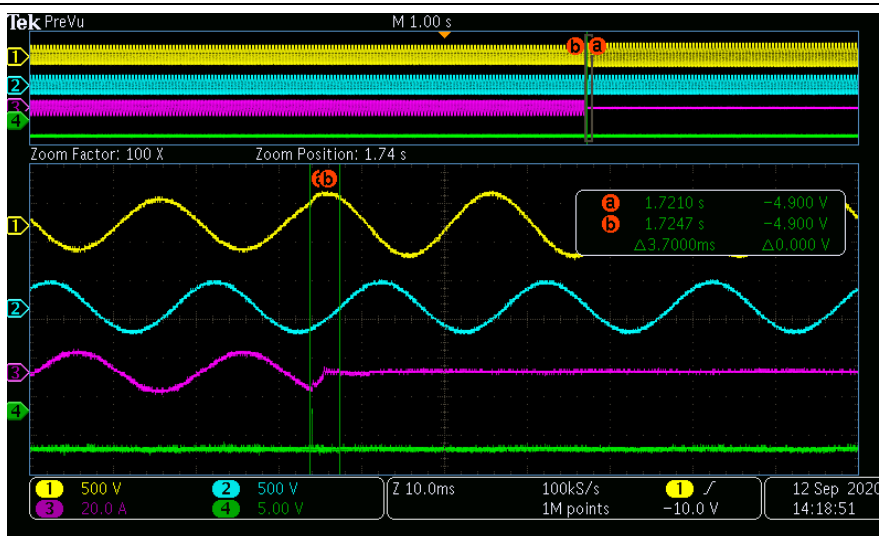 Tek PreVu M 1.00 s
b a
1
2
3
4
Zoom Factor: 100 X Zoom Position: 1.74 s
b
a 1.7210 s -4.900 V
b 1.7247 s -4.900 V
△3.7000ms △0.000 V
1
2
3
4
1 500 V 2 500 V Z 10.0ms 100kS/s 1 12 Sep 2020
3 20.0 A 4 5.00 V 1M points -10.0 V 14:18:51